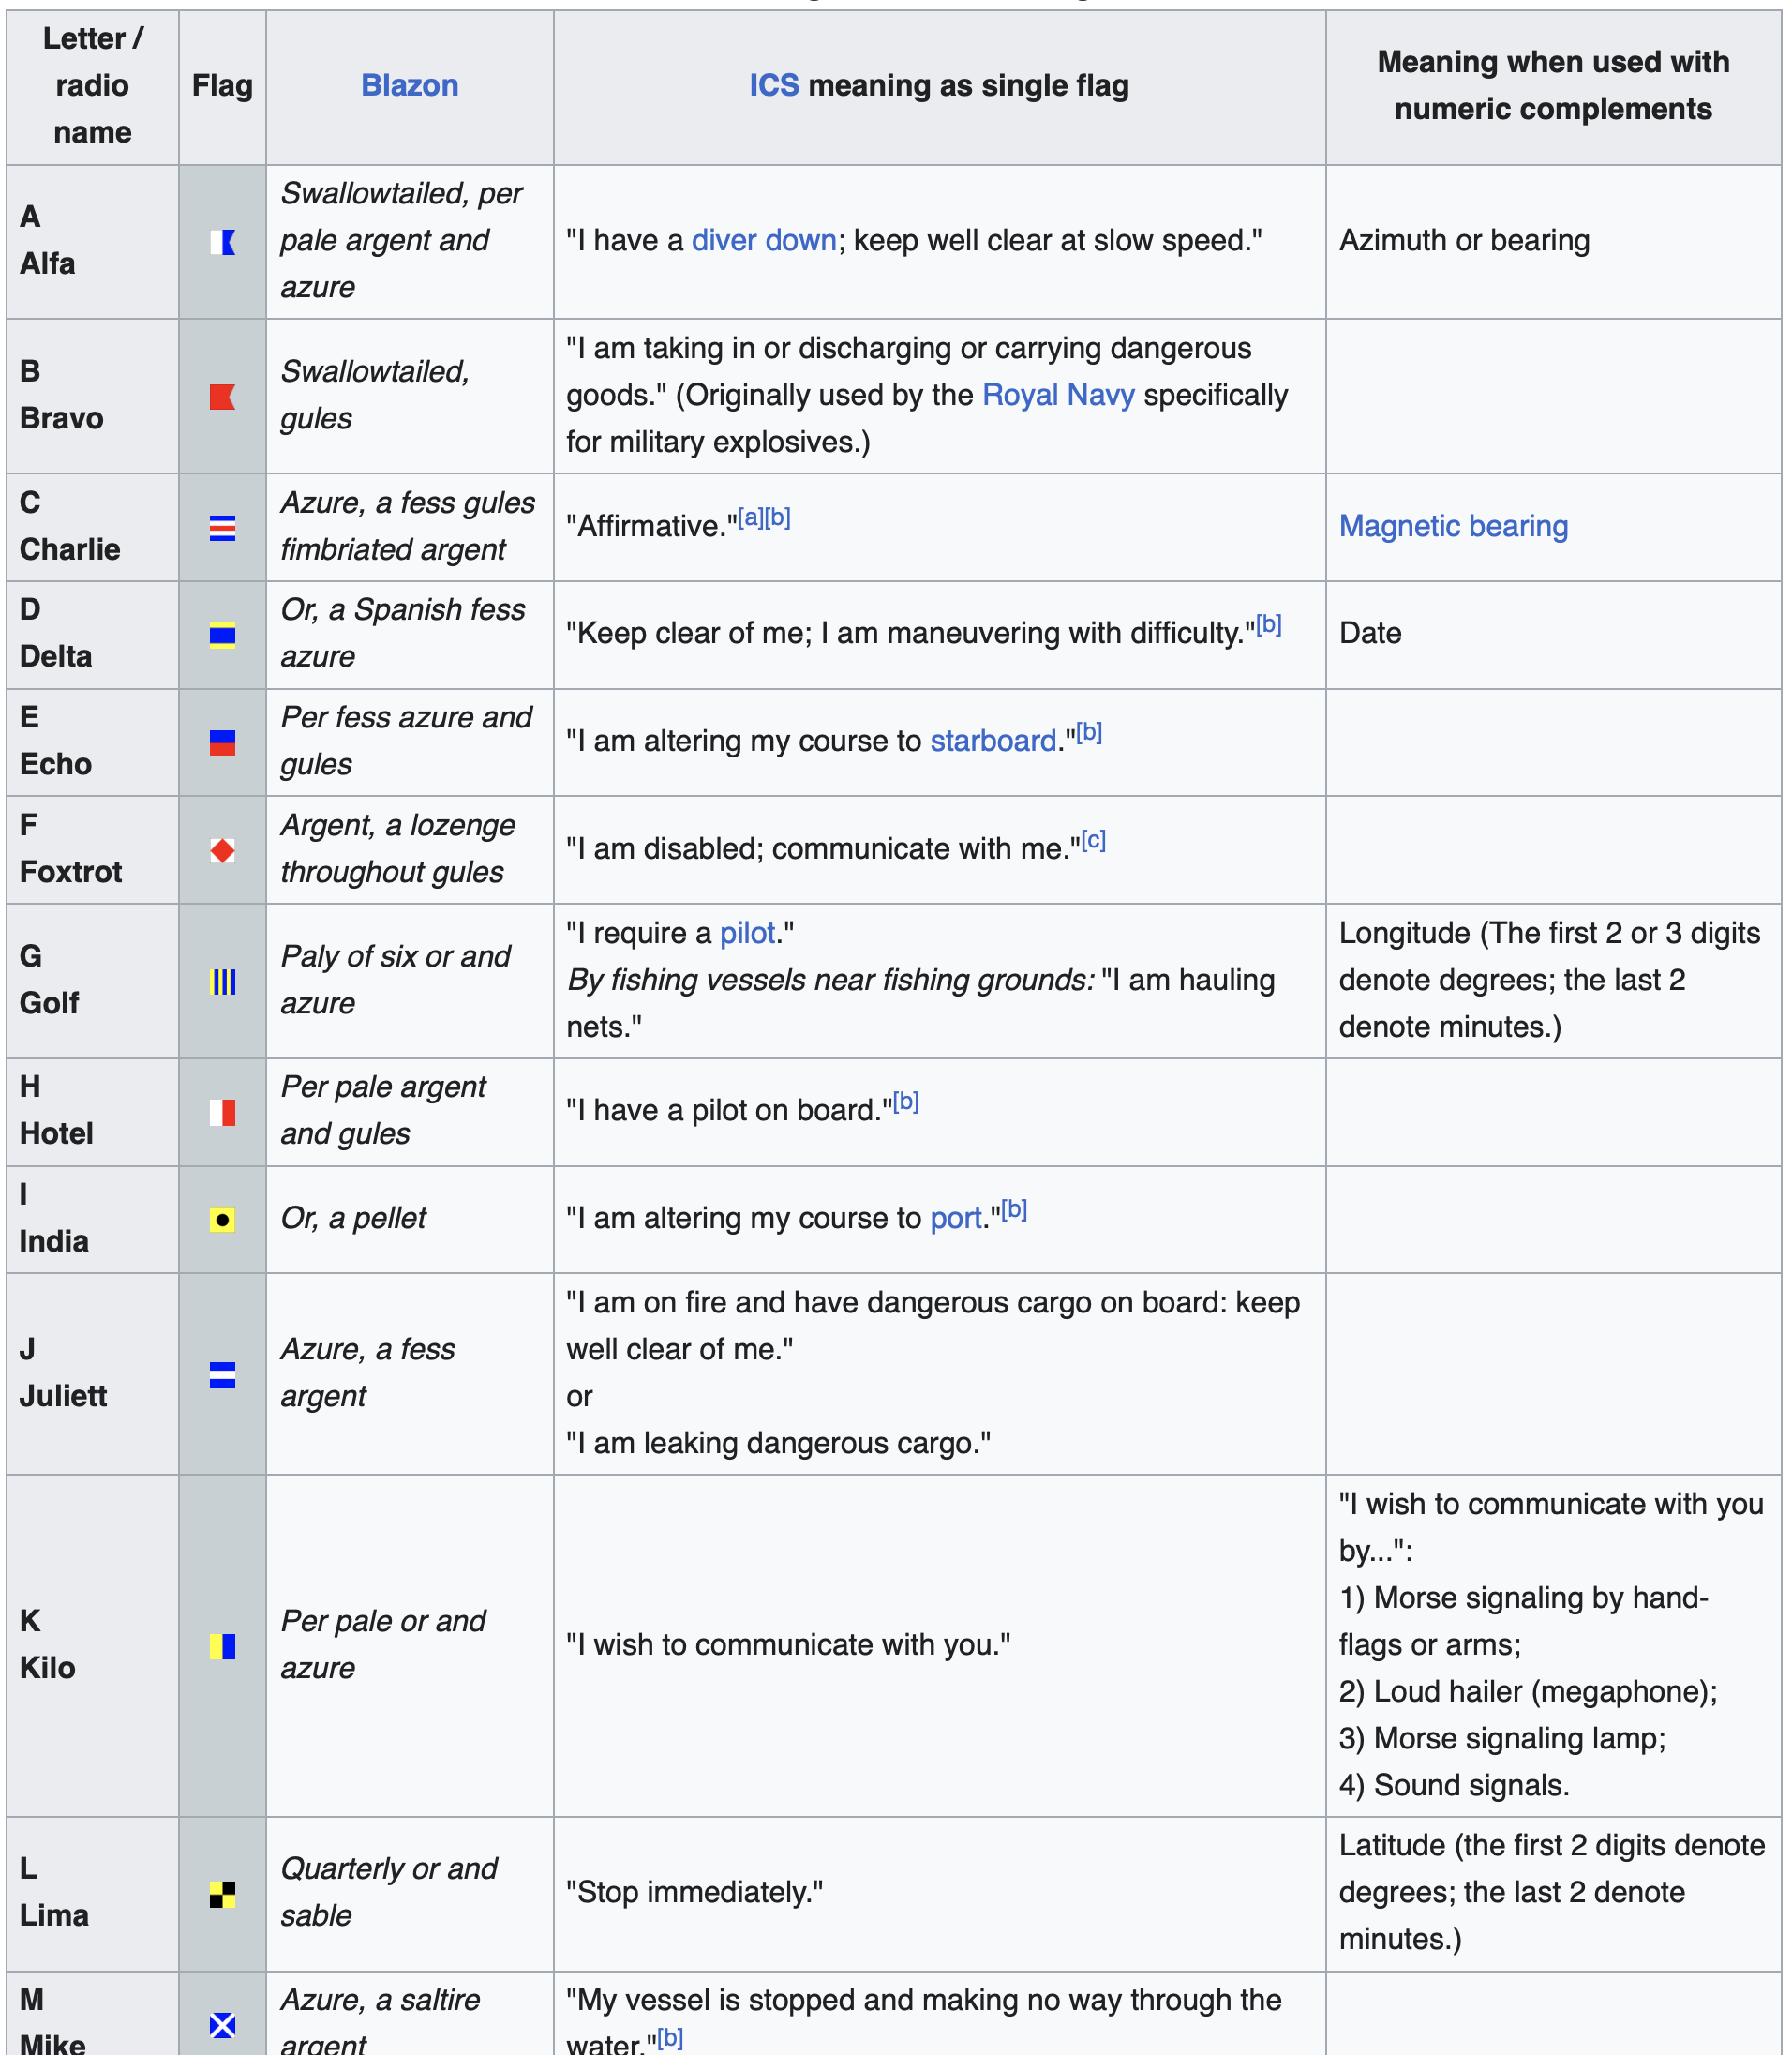 Letter / radio name
Flag
Blazon
ICS meaning as single flag
Meaning when used with numeric complements
A
Alfa
Swallowtailed, per
pale argent and
azure
"I have a diver down; keep well clear at slow speed."
Azimuth or bearing
B
Bravo
Swallowtailed,
gules
"I am taking in or discharging or carrying dangerous
goods." (Originally used by the Royal Navy specifically
for military explosives.)
C
Charlie
Azure, a fess gules
fimbriated argent
"Affirmative."[a][b]
Magnetic bearing
D
Delta
Or, a Spanish fess
azure
"Keep clear of me; I am maneuvering with difficulty."[b]
Date
E
Echo
Per fess azure and
gules
"I am altering my course to starboard."[b]
F
Foxtrot
Argent, a lozenge
throughout gules
"I am disabled; communicate with me."[c]
G
Golf
Paly of six or and
azure
"I require a pilot."
By fishing vessels near fishing grounds: "I am hauling
nets."
Longitude (The first 2 or 3 digits
denote degrees; the last 2
denote minutes.)
H
Hotel
Per pale argent
and gules
"I have a pilot on board."[b]
I
India
Or, a pellet
"I am altering my course to port."[b]
J
Juliett
Azure, a fess
argent
"I am on fire and have dangerous cargo on board: keep
well clear of me."
or
"I am leaking dangerous cargo."
K
Kilo
Per pale or and
azure
"I wish to communicate with you."
"I wish to communicate with you
by...":
1) Morse signaling by hand-
flags or arms;
2) Loud hailer (megaphone);
3) Morse signaling lamp;
4) Sound signals.
L
Lima
Quarterly or and
sable
"Stop immediately."
Latitude (the first 2 digits denote
degrees; the last 2 denote
minutes.)
M
Mike
Azure, a saltire
argent
"My vessel is stopped and making no way through the
water."[b]